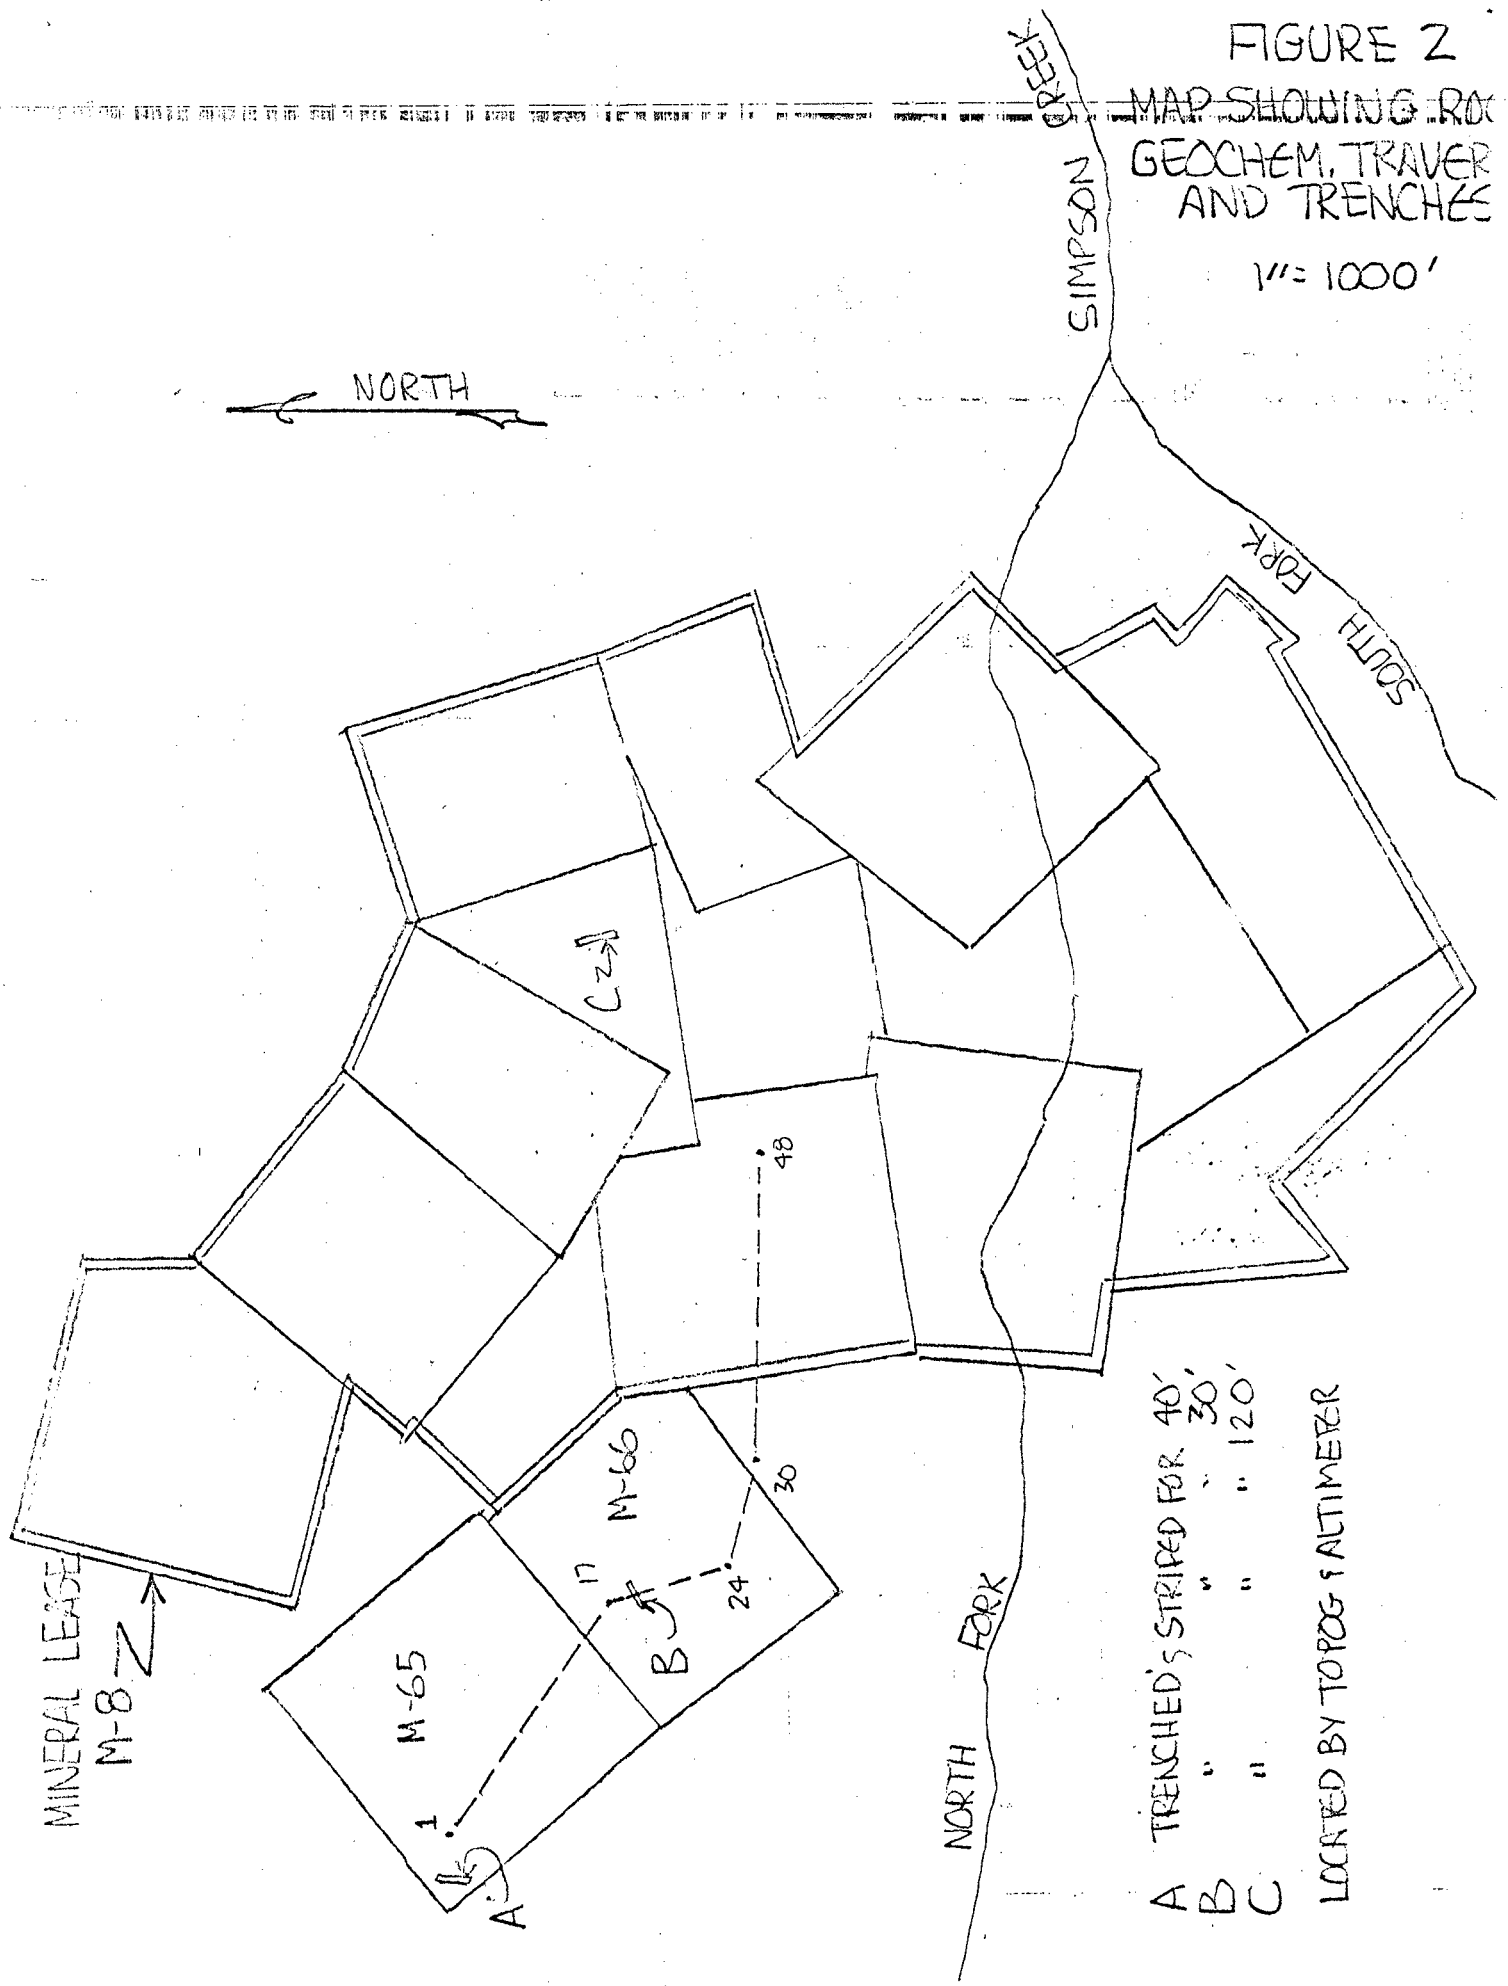 FIGURE 2
MAP SHOWING
GEOCHEM. TRAVER
AND TRENCHES
1"= 1000'
SIMPSON CREEK
NORTH
SOUTH FORK
C
48
MINERAL LEASE
M-8
M-66
30
17
24
B
M-65
1
A
NORTH FORK
A TRENCHED & STRIPED FOR 40'
B " " " 30'
C " " " 120'
LOCATED BY TOPOG & ALTIMETER